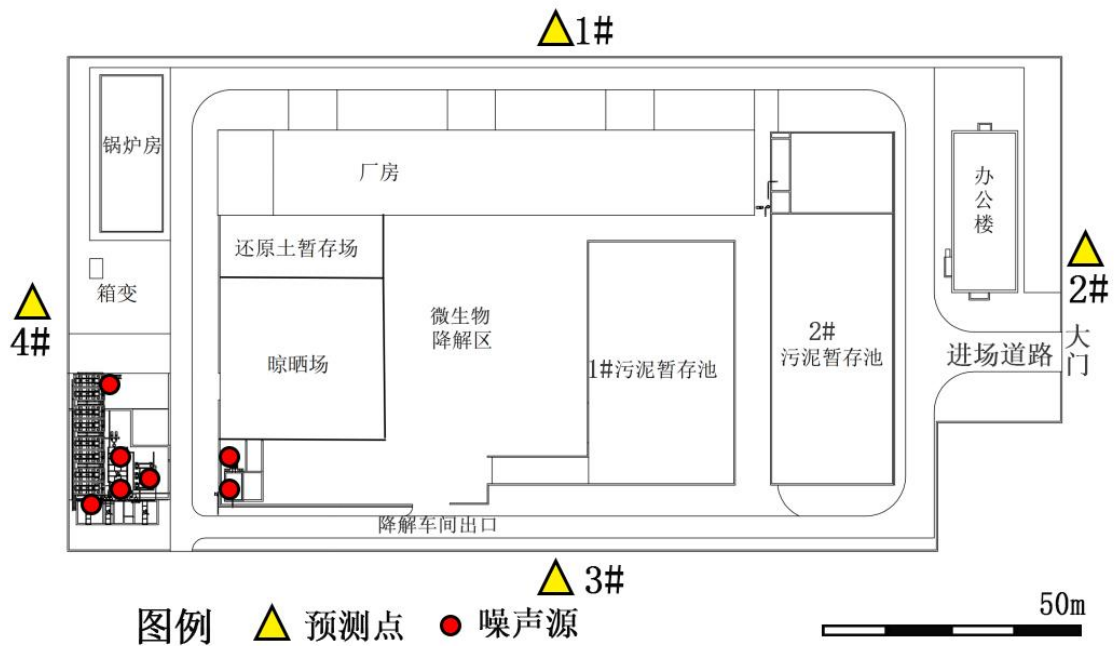 1#
锅炉房
厂房
办公楼
还原土暂存场
2#
箱变
4#
微生物
降解区
2#
污泥暂存池
大门
进场道路
晾晒场
1#污泥暂存池
降解车间出口
3#
50m
图例
预测点
噪声源